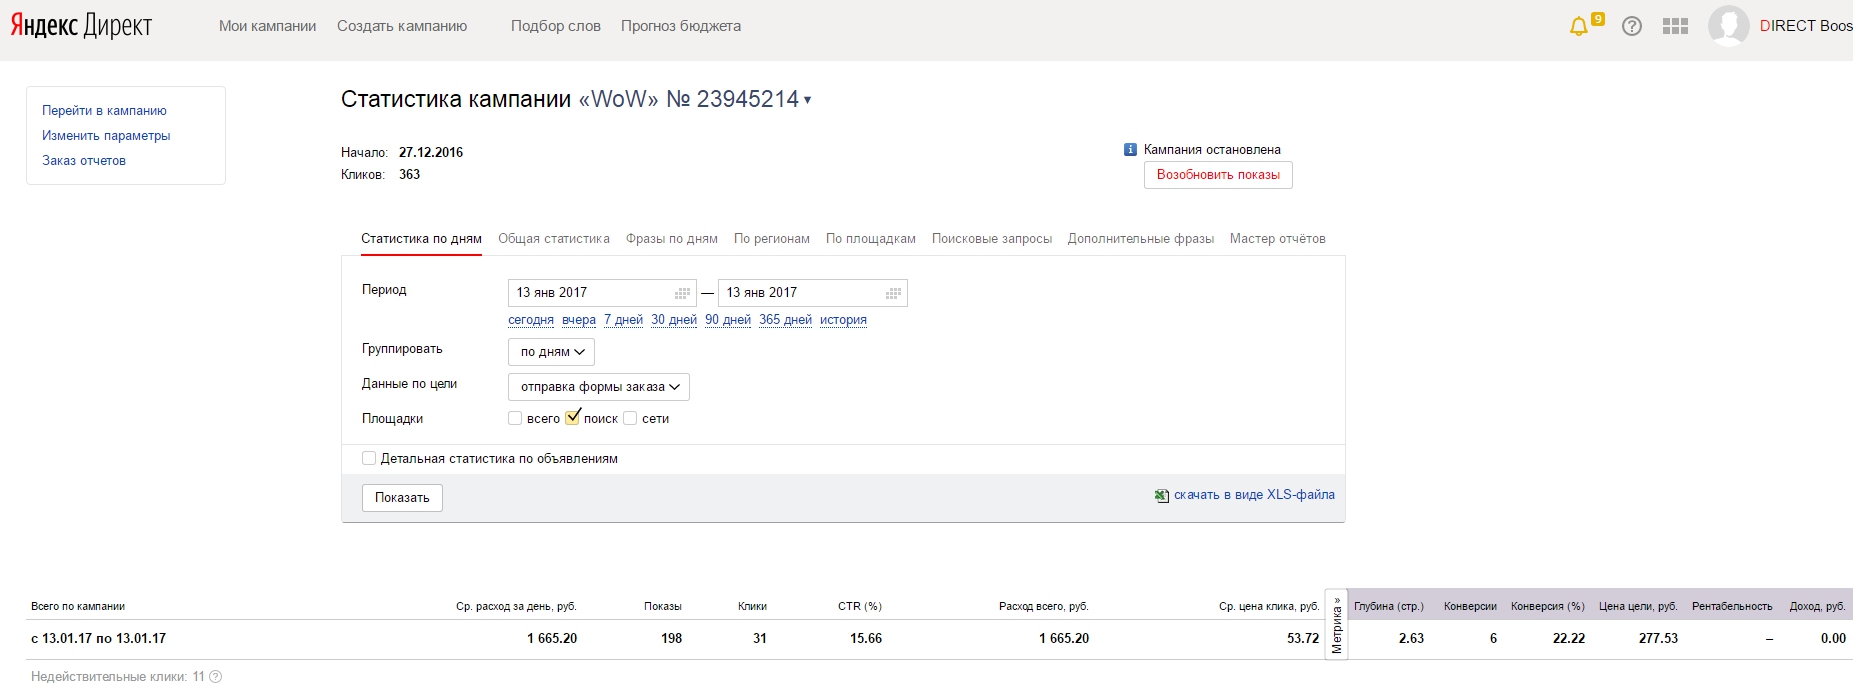 Яндекс Директ Мои кампании Создать кампанию Подбор слов Прогноз бюджета 9 ? DIRECT Boos
Перейти в кампанию
Изменить параметры
Заказ отчетов
Статистика кампании «WoW» № 23945214
Начало: 27.12.2016
Кликов: 363
i Кампания остановлена
Возобновить показы
Статистика по дням Общая статистика Фразы по дням По регионам По площадкам Поисковые запросы Дополнительные фразы Мастер отчётов
Период 13 янв 2017 — 13 янв 2017
сегодня вчера 7 дней 30 дней 90 дней 365 дней история
Группировать по дням
Данные по цели отправка формы заказа
Площадки всего поиск сети
Детальная статистика по объявлениям
Показать скачать в виде XLS-файла
Всего по кампании Ср. расход за день, руб. Показы Клики CTR (%) Расход всего, руб. Ср. цена клика, руб. Метрика » Глубина (стр.) Конверсии Конверсия (%) Цена цели, руб. Рентабельность Доход, руб.
с 13.01.17 по 13.01.17 1 665.20 198 31 15.66 1 665.20 53.72 2.63 6 22.22 277.53 – 0.00
Недействительные клики: 11 ?